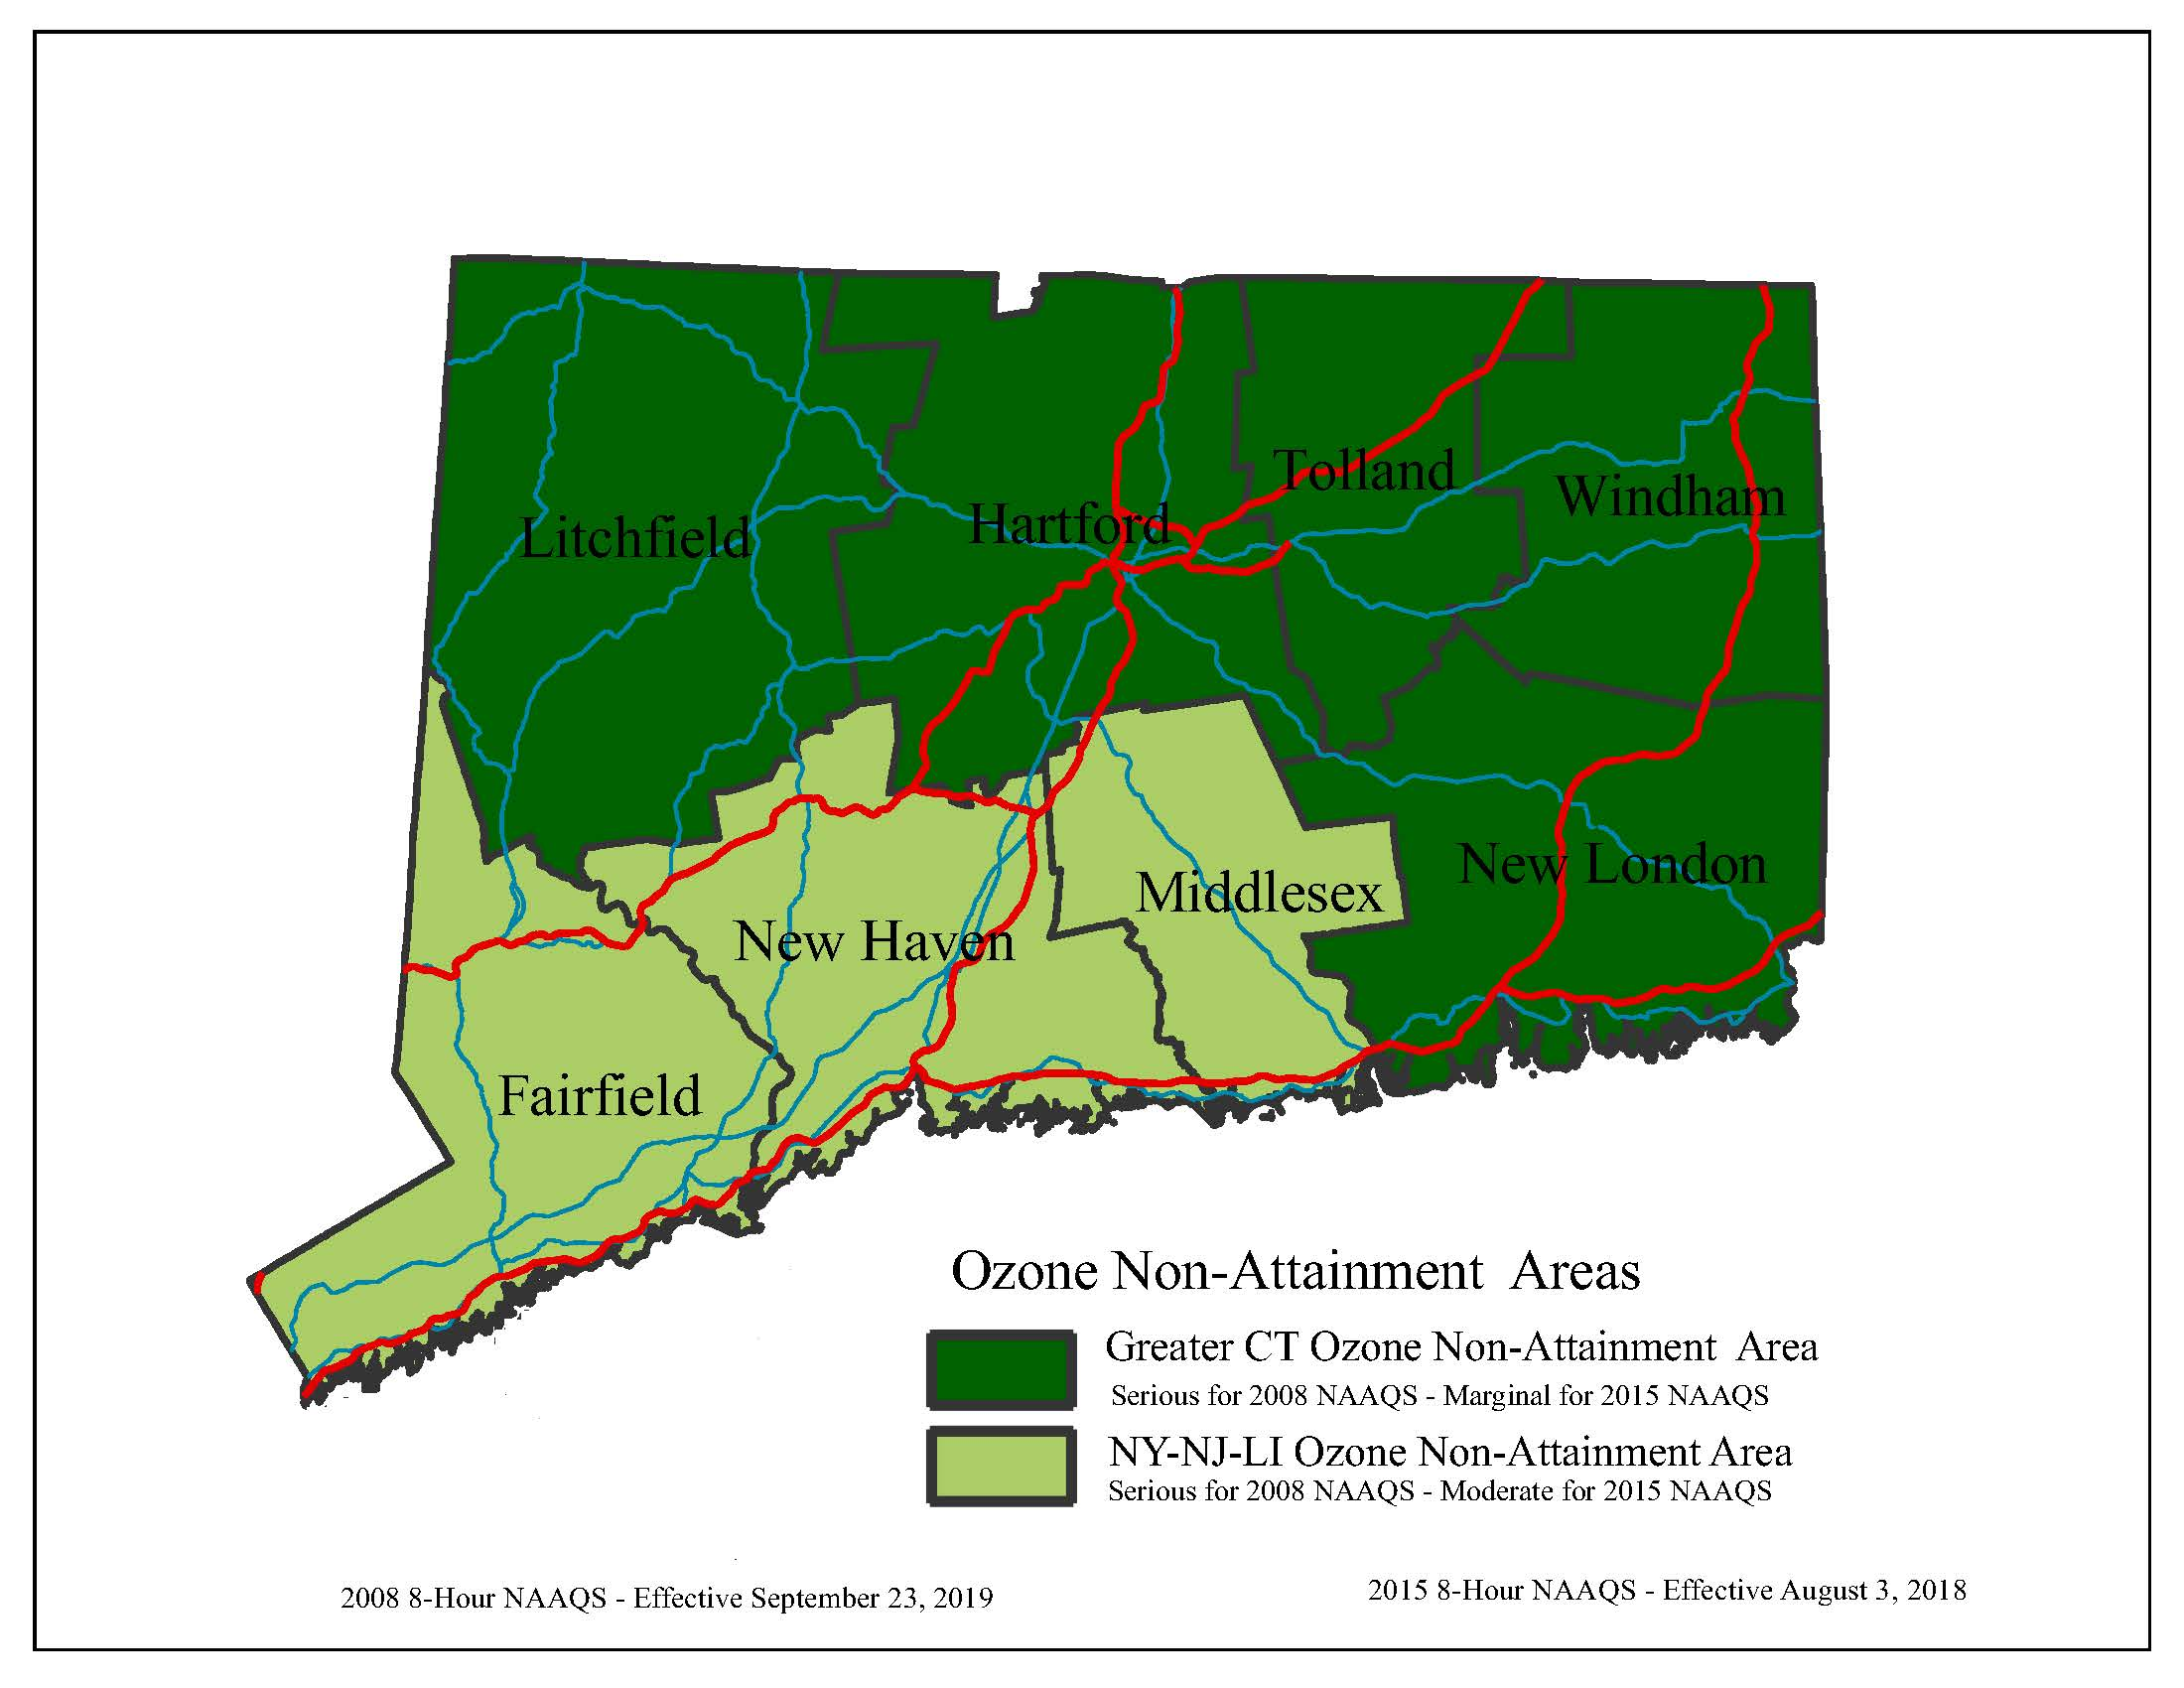 Tolland
Windham
Hartford
Litchfield
New London
Middlesex
New Haven
Fairfield
Ozone Non-Attainment Areas
Greater CT Ozone Non-Attainment Area
Serious for 2008 NAAQS - Marginal for 2015 NAAQS
NY-NJ-LI Ozone Non-Attainment Area
Serious for 2008 NAAQS - Moderate for 2015 NAAQS
2008 8-Hour NAAQS - Effective September 23, 2019
2015 8-Hour NAAQS - Effective August 3, 2018